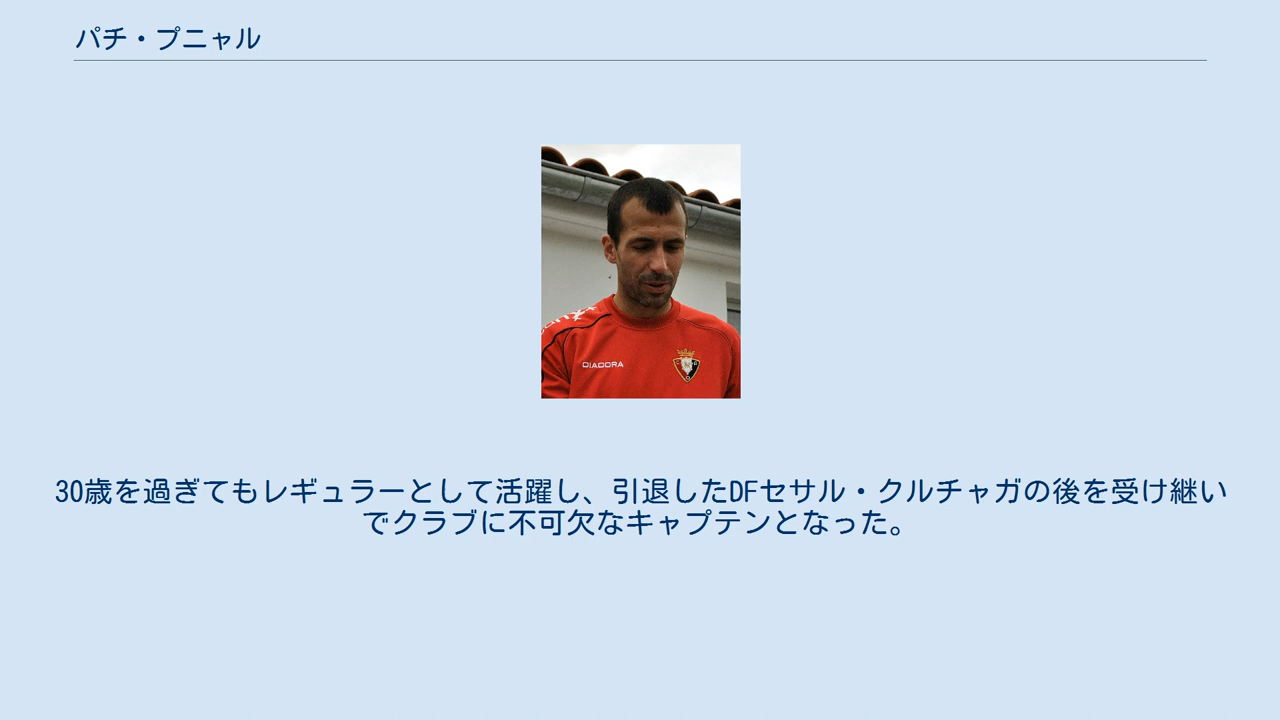 パチ・プニャル
DIADORA
30歳を過ぎてもレギュラーとして活躍し、引退したDFセサル・クルチャガの後を受け継い
でクラブに不可欠なキャプテンとなった。